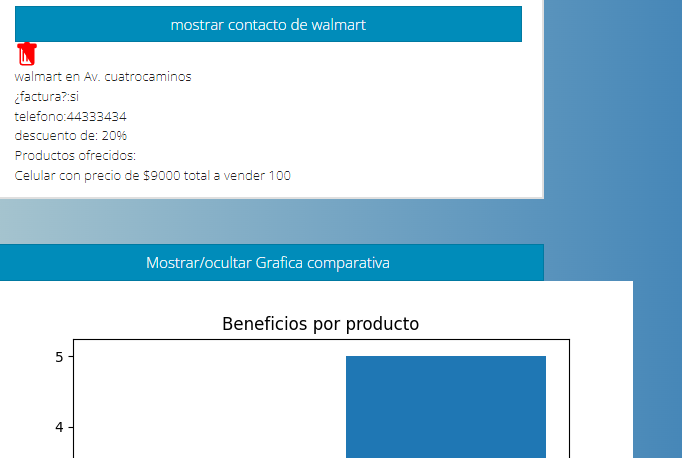 mostrar contacto de walmart
walmart en Av. cuatrocaminos
¿factura?:si
telefono:44333434
descuento de: 20%
Productos ofrecidos:
Celular con precio de $9000 total a vender 100
Mostrar/ocultar Grafica comparativa
Beneficios por producto
5
4